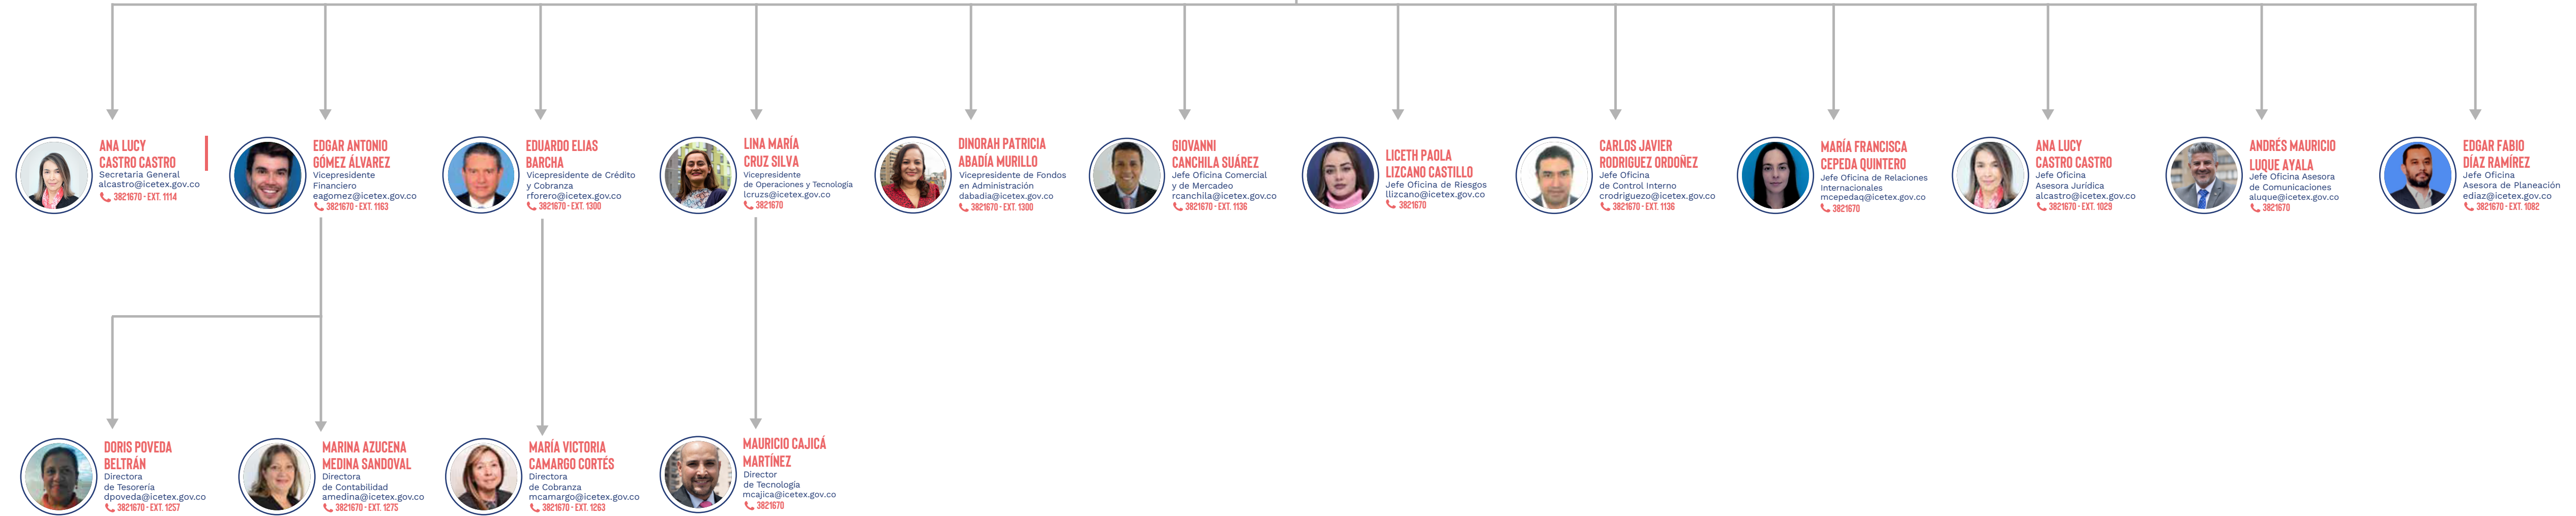 ANA LUCY
CASTRO CASTRO
Secretaria General
alcastro@icetex.gov.co
3821670 - EXT. 1114
EDGAR ANTONIO
GÓMEZ ÁLVAREZ
Vicepresidente
Financiero
eagomez@icetex.gov.co
3821670 - EXT. 1163
EDUARDO ELIAS
BARCHA
Vicepresidente de Crédito
y Cobranza
rforero@icetex.gov.co
3821670 - EXT. 1300
LINA MARÍA
CRUZ SILVA
Vicepresidente
de Operaciones y Tecnología
lcruzs@icetex.gov.co
3821670
DINORAH PATRICIA
ABADÍA MURILLO
Vicepresidente de Fondos
en Administración
dabadia@icetex.gov.co
3821670 - EXT. 1300
GIOVANNI
CANCHILA SUÁREZ
Jefe Oficina Comercial
y de Mercadeo
rcanchila@icetex.gov.co
3821670 - EXT. 1136
LICETH PAOLA
LIZCANO CASTILLO
Jefe Oficina de Riesgos
llizcano@icetex.gov.co
3821670
CARLOS JAVIER
RODRIGUEZ ORDOÑEZ
Jefe Oficina
de Control Interno
crodriguezo@icetex.gov.co
3821670 - EXT. 1136
MARÍA FRANCISCA
CEPEDA QUINTERO
Jefe Oficina de Relaciones
Internacionales
mcepedaq@icetex.gov.co
3821670
ANA LUCY
CASTRO CASTRO
Jefe Oficina
Asesora Jurídica
alcastro@icetex.gov.co
3821670 - EXT. 1029
ANDRÉS MAURICIO
LUQUE AYALA
Jefe Oficina Asesora
de Comunicaciones
aluque@icetex.gov.co
3821670
EDGAR FABIO
DÍAZ RAMÍREZ
Jefe Oficina
Asesora de Planeación
ediaz@icetex.gov.co
3821670 - EXT. 1082
DORIS POVEDA
BELTRÁN
Directora
de Tesorería
dpoveda@icetex.gov.co
3821670 - EXT. 1257
MARINA AZUCENA
MEDINA SANDOVAL
Directora
de Contabilidad
amedina@icetex.gov.co
3821670 - EXT. 1275
MARÍA VICTORIA
CAMARGO CORTÉS
Directora
de Cobranza
mcamargo@icetex.gov.co
3821670 - EXT. 1263
MAURICIO CAJICÁ
MARTÍNEZ
Director
de Tecnología
mcajica@icetex.gov.co
3821670